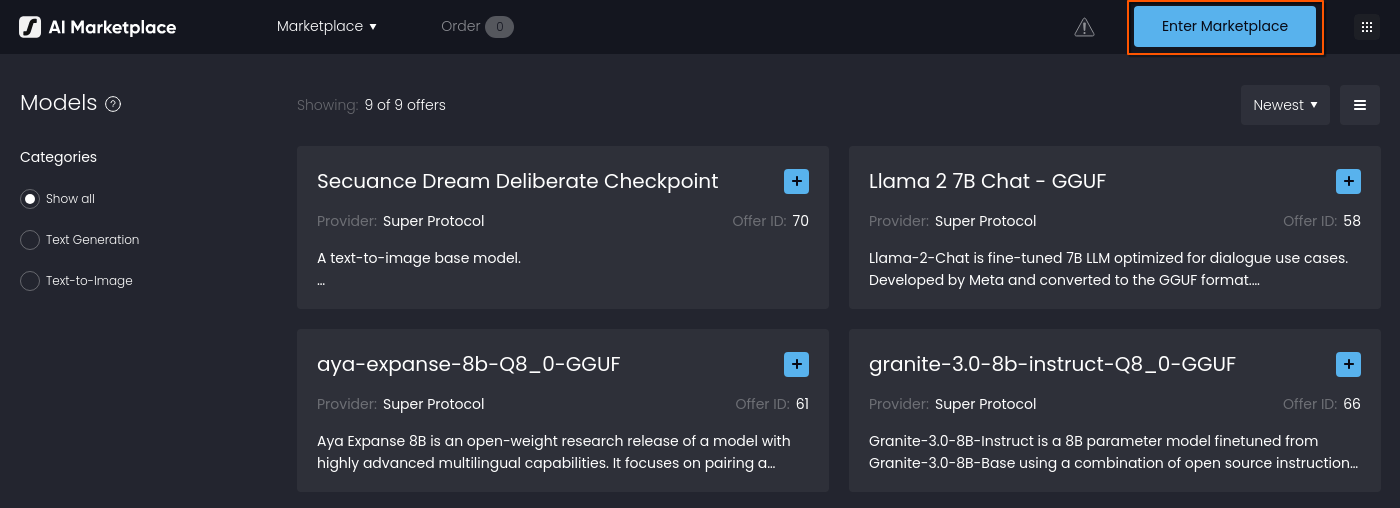 AI Marketplace
Marketplace
Order 0
Enter Marketplace
Models ?
Showing: 9 of 9 offers
Newest
Categories
Show all
Text Generation
Text-to-Image
Secuance Dream Deliberate Checkpoint
Provider: Super Protocol
Offer ID: 70
A text-to-image base model.
...
Llama 2 7B Chat - GGUF
Provider: Super Protocol
Offer ID: 58
Llama-2-Chat is fine-tuned 7B LLM optimized for dialogue use cases.
Developed by Meta and converted to the GGUF format....
aya-expanse-8b-Q8_0-GGUF
Provider: Super Protocol
Offer ID: 61
Aya Expanse 8B is an open-weight research release of a model with
highly advanced multilingual capabilities. It focuses on pairing a...
granite-3.0-8b-instruct-Q8_0-GGUF
Provider: Super Protocol
Offer ID: 66
Granite-3.0-8B-Instruct is a 8B parameter model finetuned from
Granite-3.0-8B-Base using a combination of open source instruction...